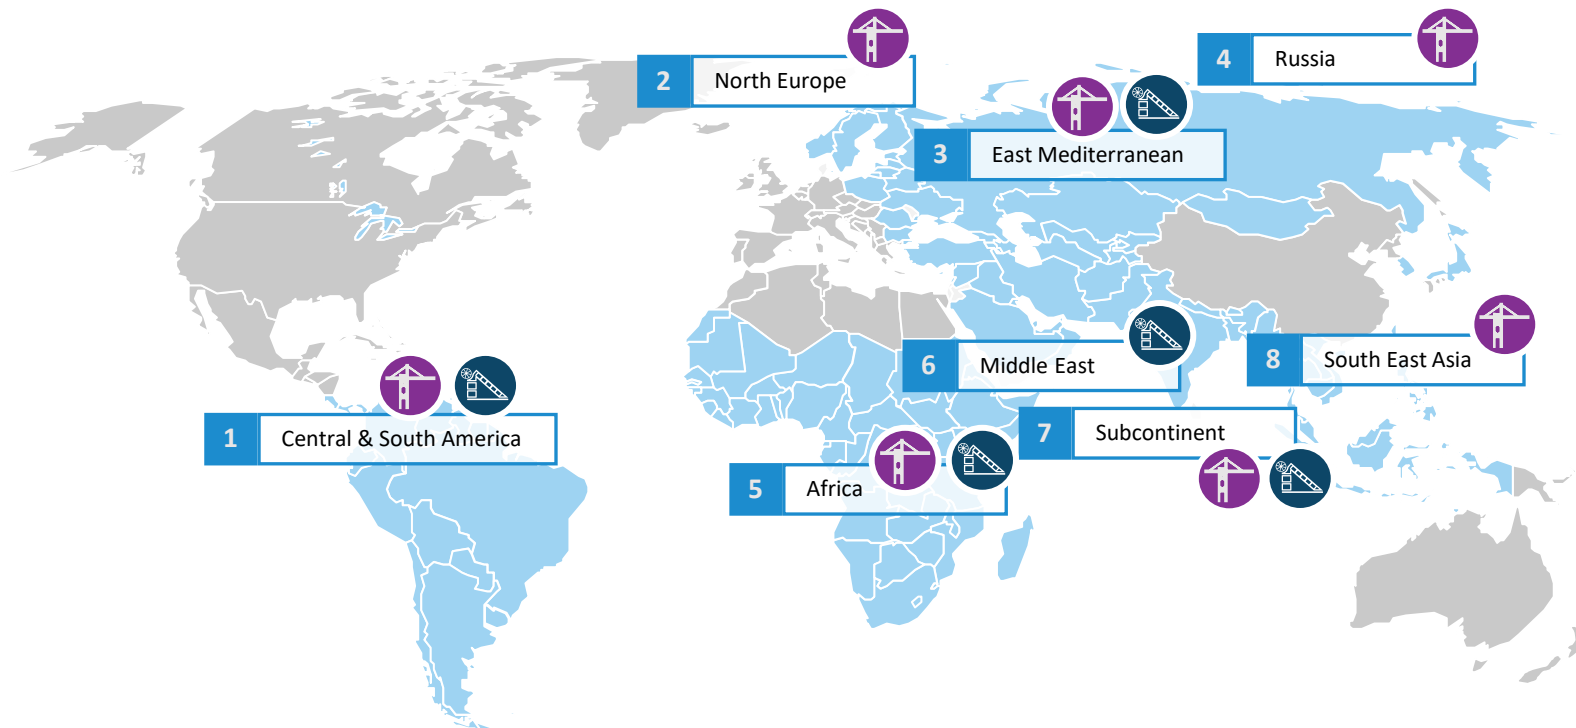 1 Central & South America
2 North Europe
3 East Mediterranean
4 Russia
5 Africa
6 Middle East
7 Subcontinent
8 South East Asia